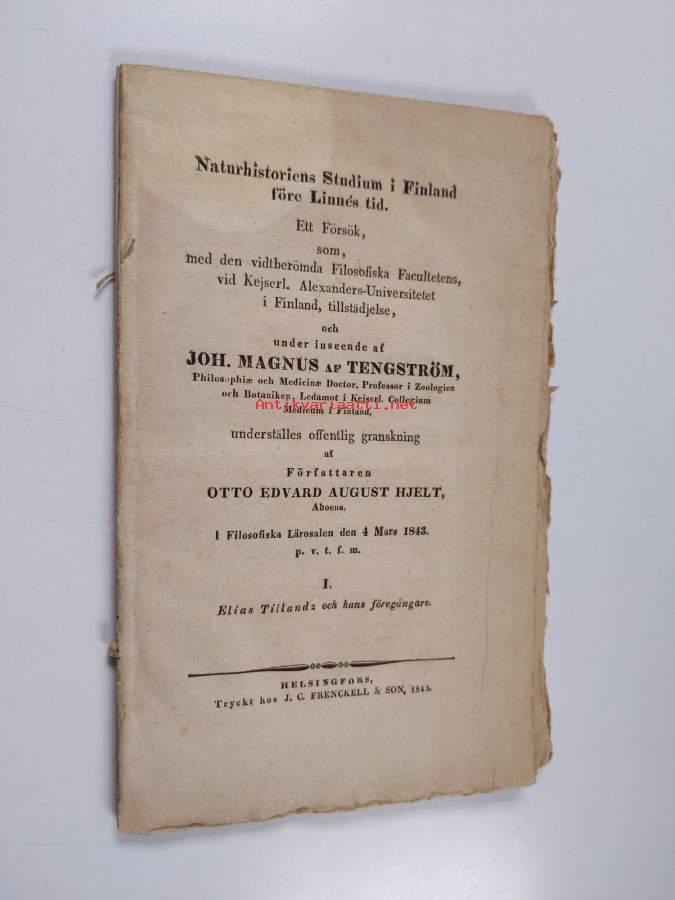 Naturhistoriens Studium i Finland
före Linnés tid.
Ett Försök,
som,
med den vidtberömda Filosofiska Facultetens,
vid Kejserl. Alexanders-Universitetet
i Finland, tillstädjelse,
och
under inseende af
JOH. MAGNUS AF TENGSTRÖM,
Philosophiæ och Medicinæ Doctor, Professor i Zoologien
och Botaniken, Ledamot i Kejserl. Collegium
Antikvariaatti.net
Medicum i Finland,
underställes offentlig granskning
af
Författaren
OTTO EDVARD AUGUST HJELT,
Aboens.
I Filosofiska Lärosalen den 4 Mars 1843.
p. v. t. f. m.
I.
Elias Tillandz och hans föregångare.
HELSINGFORS,
Tryckt hos J. C. FRENCKELL & SON, 1843.